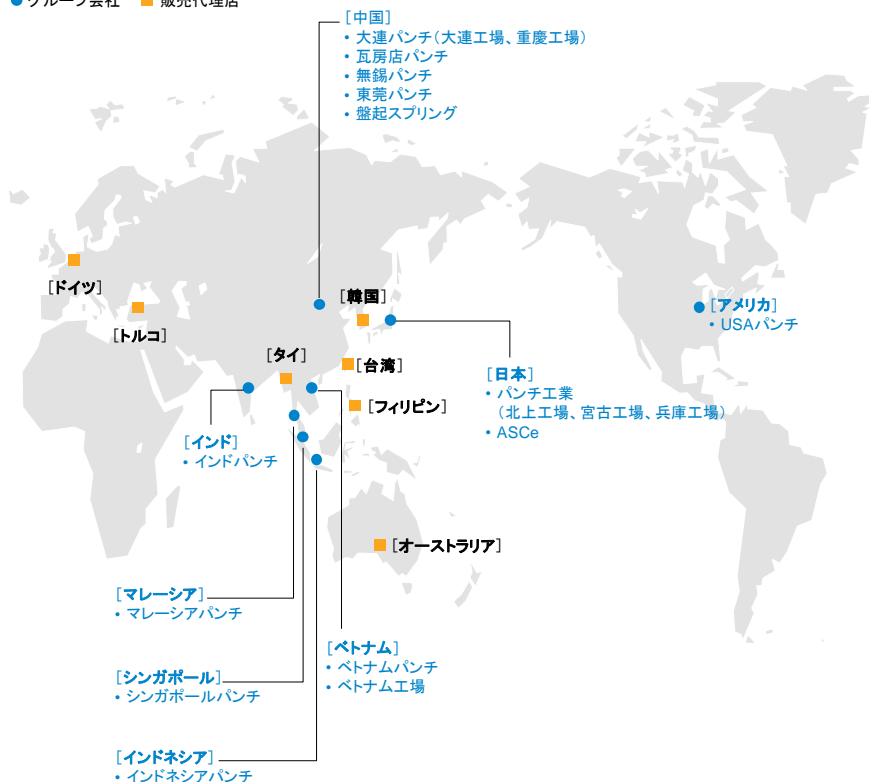 ● グループ会社 ■ 販売代理店
[中国]
• 大連パンチ(大連工場、重慶工場)
• 瓦房店パンチ
• 無錫パンチ
• 東莞パンチ
• 盤起スプリング
[ドイツ]
[トルコ]
[韓国]
[アメリカ]
• USAパンチ
[タイ]
[台湾]
[日本]
• パンチ工業
(北上工場、宮古工場、兵庫工場)
• ASCe
[フィリピン]
[インド]
• インドパンチ
[オーストラリア]
[マレーシア]
• マレーシアパンチ
[ベトナム]
• ベトナムパンチ
• ベトナム工場
[シンガポール]
• シンガポールパンチ
[インドネシア]
• インドネシアパンチ